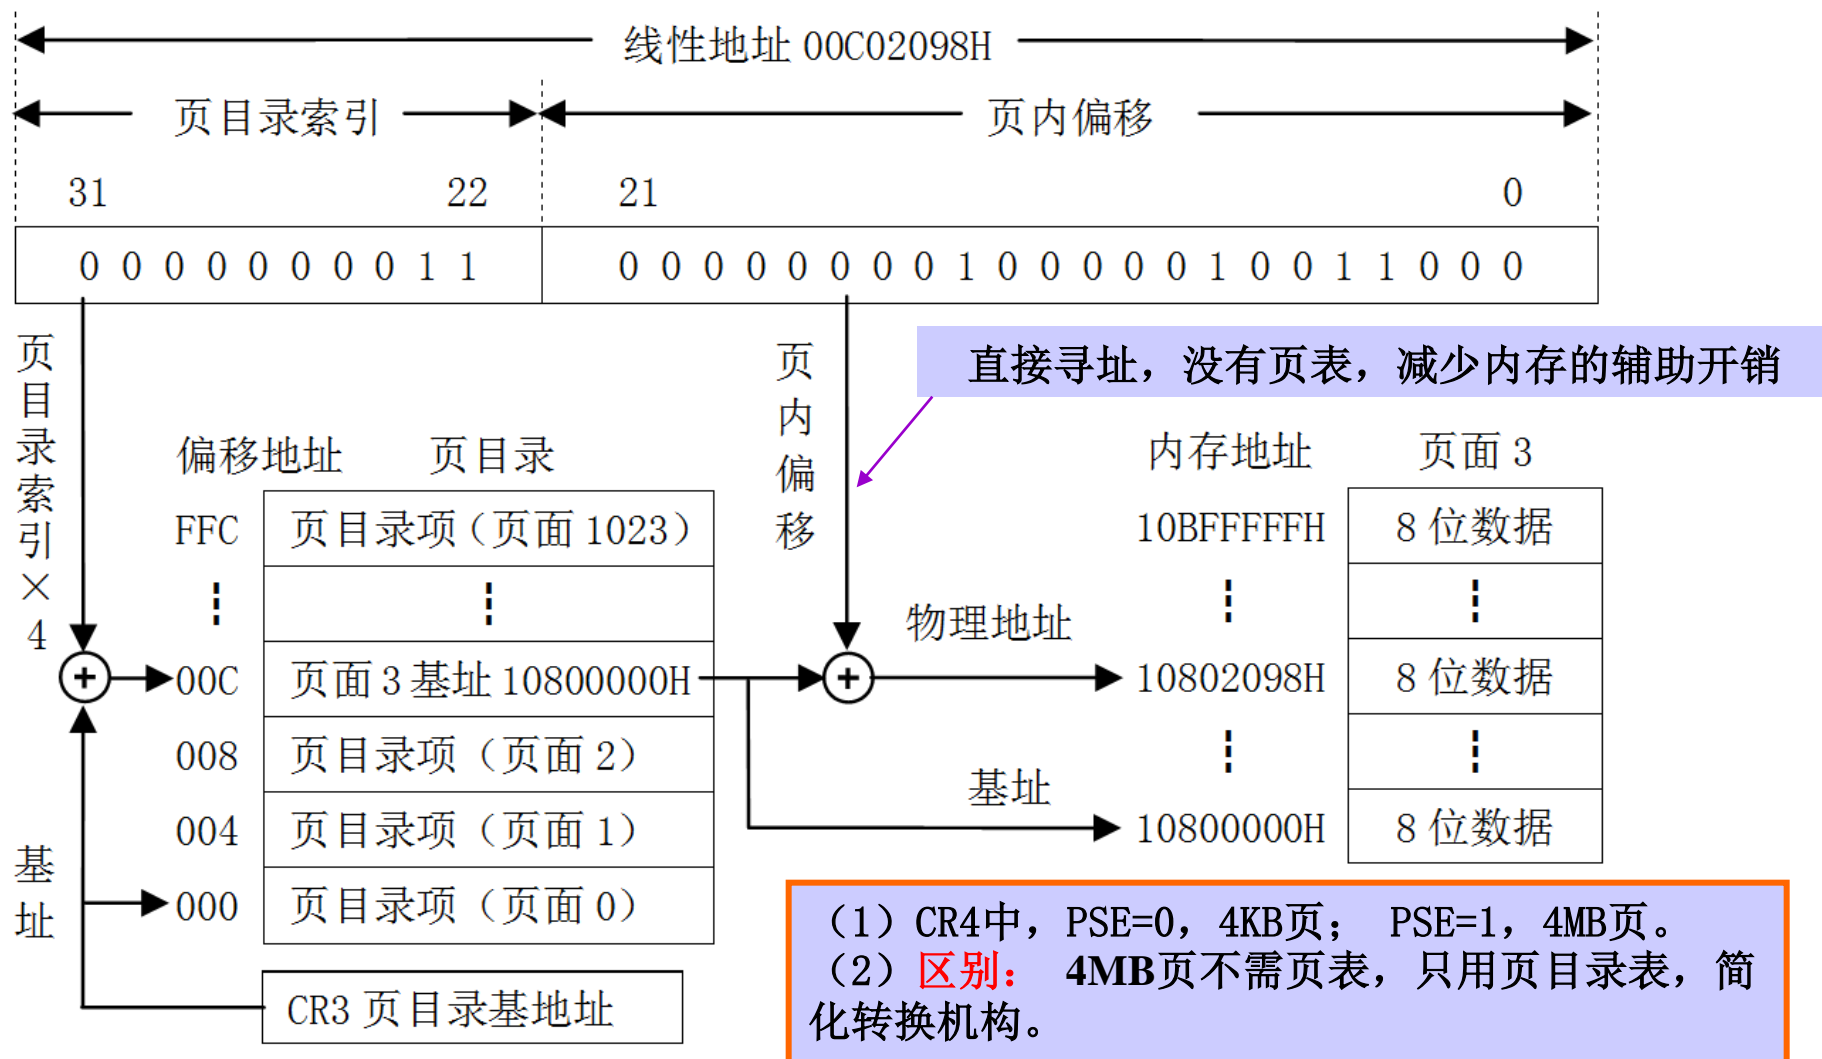 线性地址 00C02098H
页目录索引 页内偏移
31 22 21 0
0 0 0 0 0 0 0 0 1 1 0 0 0 0 0 0 0 0 1 0 0 0 0 0 1 0 0 1 1 0 0 0
页目录索引×4
页内偏移
直接寻址，没有页表，减少内存的辅助开销
偏移地址 页目录
内存地址 页面 3
FFC 页目录项（页面 1023）
10BFFFFFH 8 位数据
物理地址
00C 页面 3 基址 10800000H
10802098H 8 位数据
008 页目录项（页面 2）
基址
004 页目录项（页面 1）
10800000H 8 位数据
基址
000 页目录项（页面 0）
CR3 页目录基地址
（1）CR4中，PSE=0，4KB页； PSE=1，4MB页。
（2）区别： 4MB页不需页表，只用页目录表，简
化转换机构。